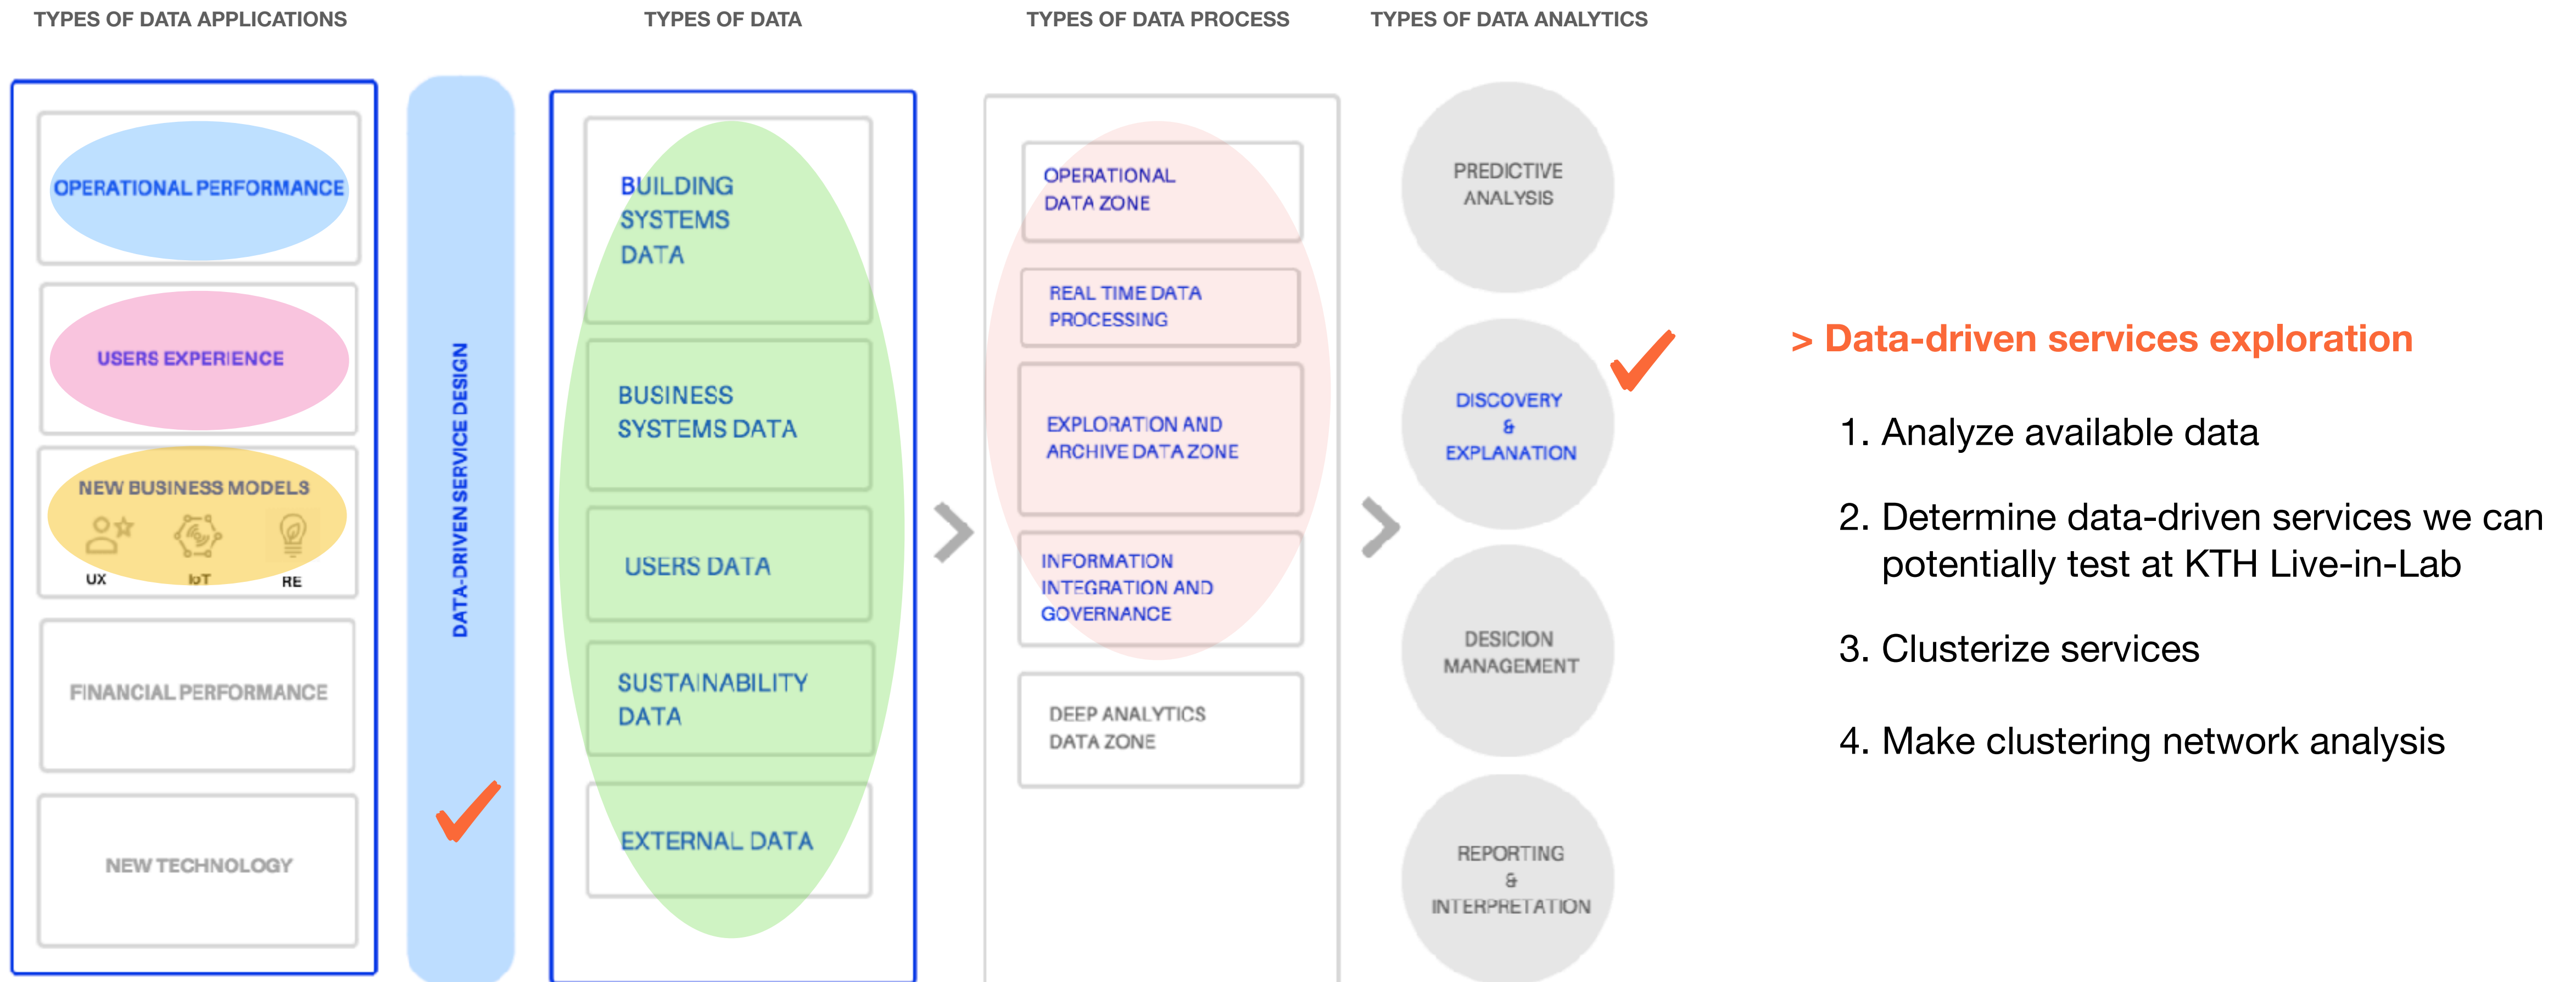 TYPES OF DATA APPLICATIONS
OPERATIONAL PERFORMANCE
USERS EXPERIENCE
NEW BUSINESS MODELS
UX
IoT
RE
FINANCIAL PERFORMANCE
NEW TECHNOLOGY
DATA-DRIVEN SERVICE DESIGN
TYPES OF DATA
BUILDING
SYSTEMS
DATA
BUSINESS
SYSTEMS DATA
USERS DATA
SUSTAINABILITY
DATA
EXTERNAL DATA
TYPES OF DATA PROCESS
OPERATIONAL
DATA ZONE
REAL TIME DATA
PROCESSING
EXPLORATION AND
ARCHIVE DATA ZONE
INFORMATION
INTEGRATION AND
GOVERNANCE
DEEP ANALYTICS
DATA ZONE
TYPES OF DATA ANALYTICS
PREDICTIVE
ANALYSIS
DISCOVERY
&
EXPLANATION
DESICION
MANAGEMENT
REPORTING
&
INTERPRETATION
> Data-driven services exploration
1. Analyze available data
2. Determine data-driven services we can
potentially test at KTH Live-in-Lab
3. Clusterize services
4. Make clustering network analysis